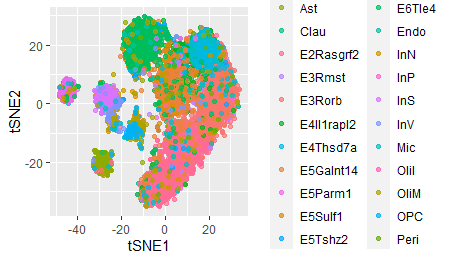 Ast
Clau
E2Rasgrf2
E3Rmst
E3Rorb
E4Il1rapl2
E4Thsd7a
E5Galnt14
E5Parm1
E5Sulf1
E5Tshz2
E6Tle4
Endo
InN
InP
InS
InV
Mic
OliI
OliM
OPC
Peri
tSNE2
20
0
-20
-40
-20
0
20
tSNE1